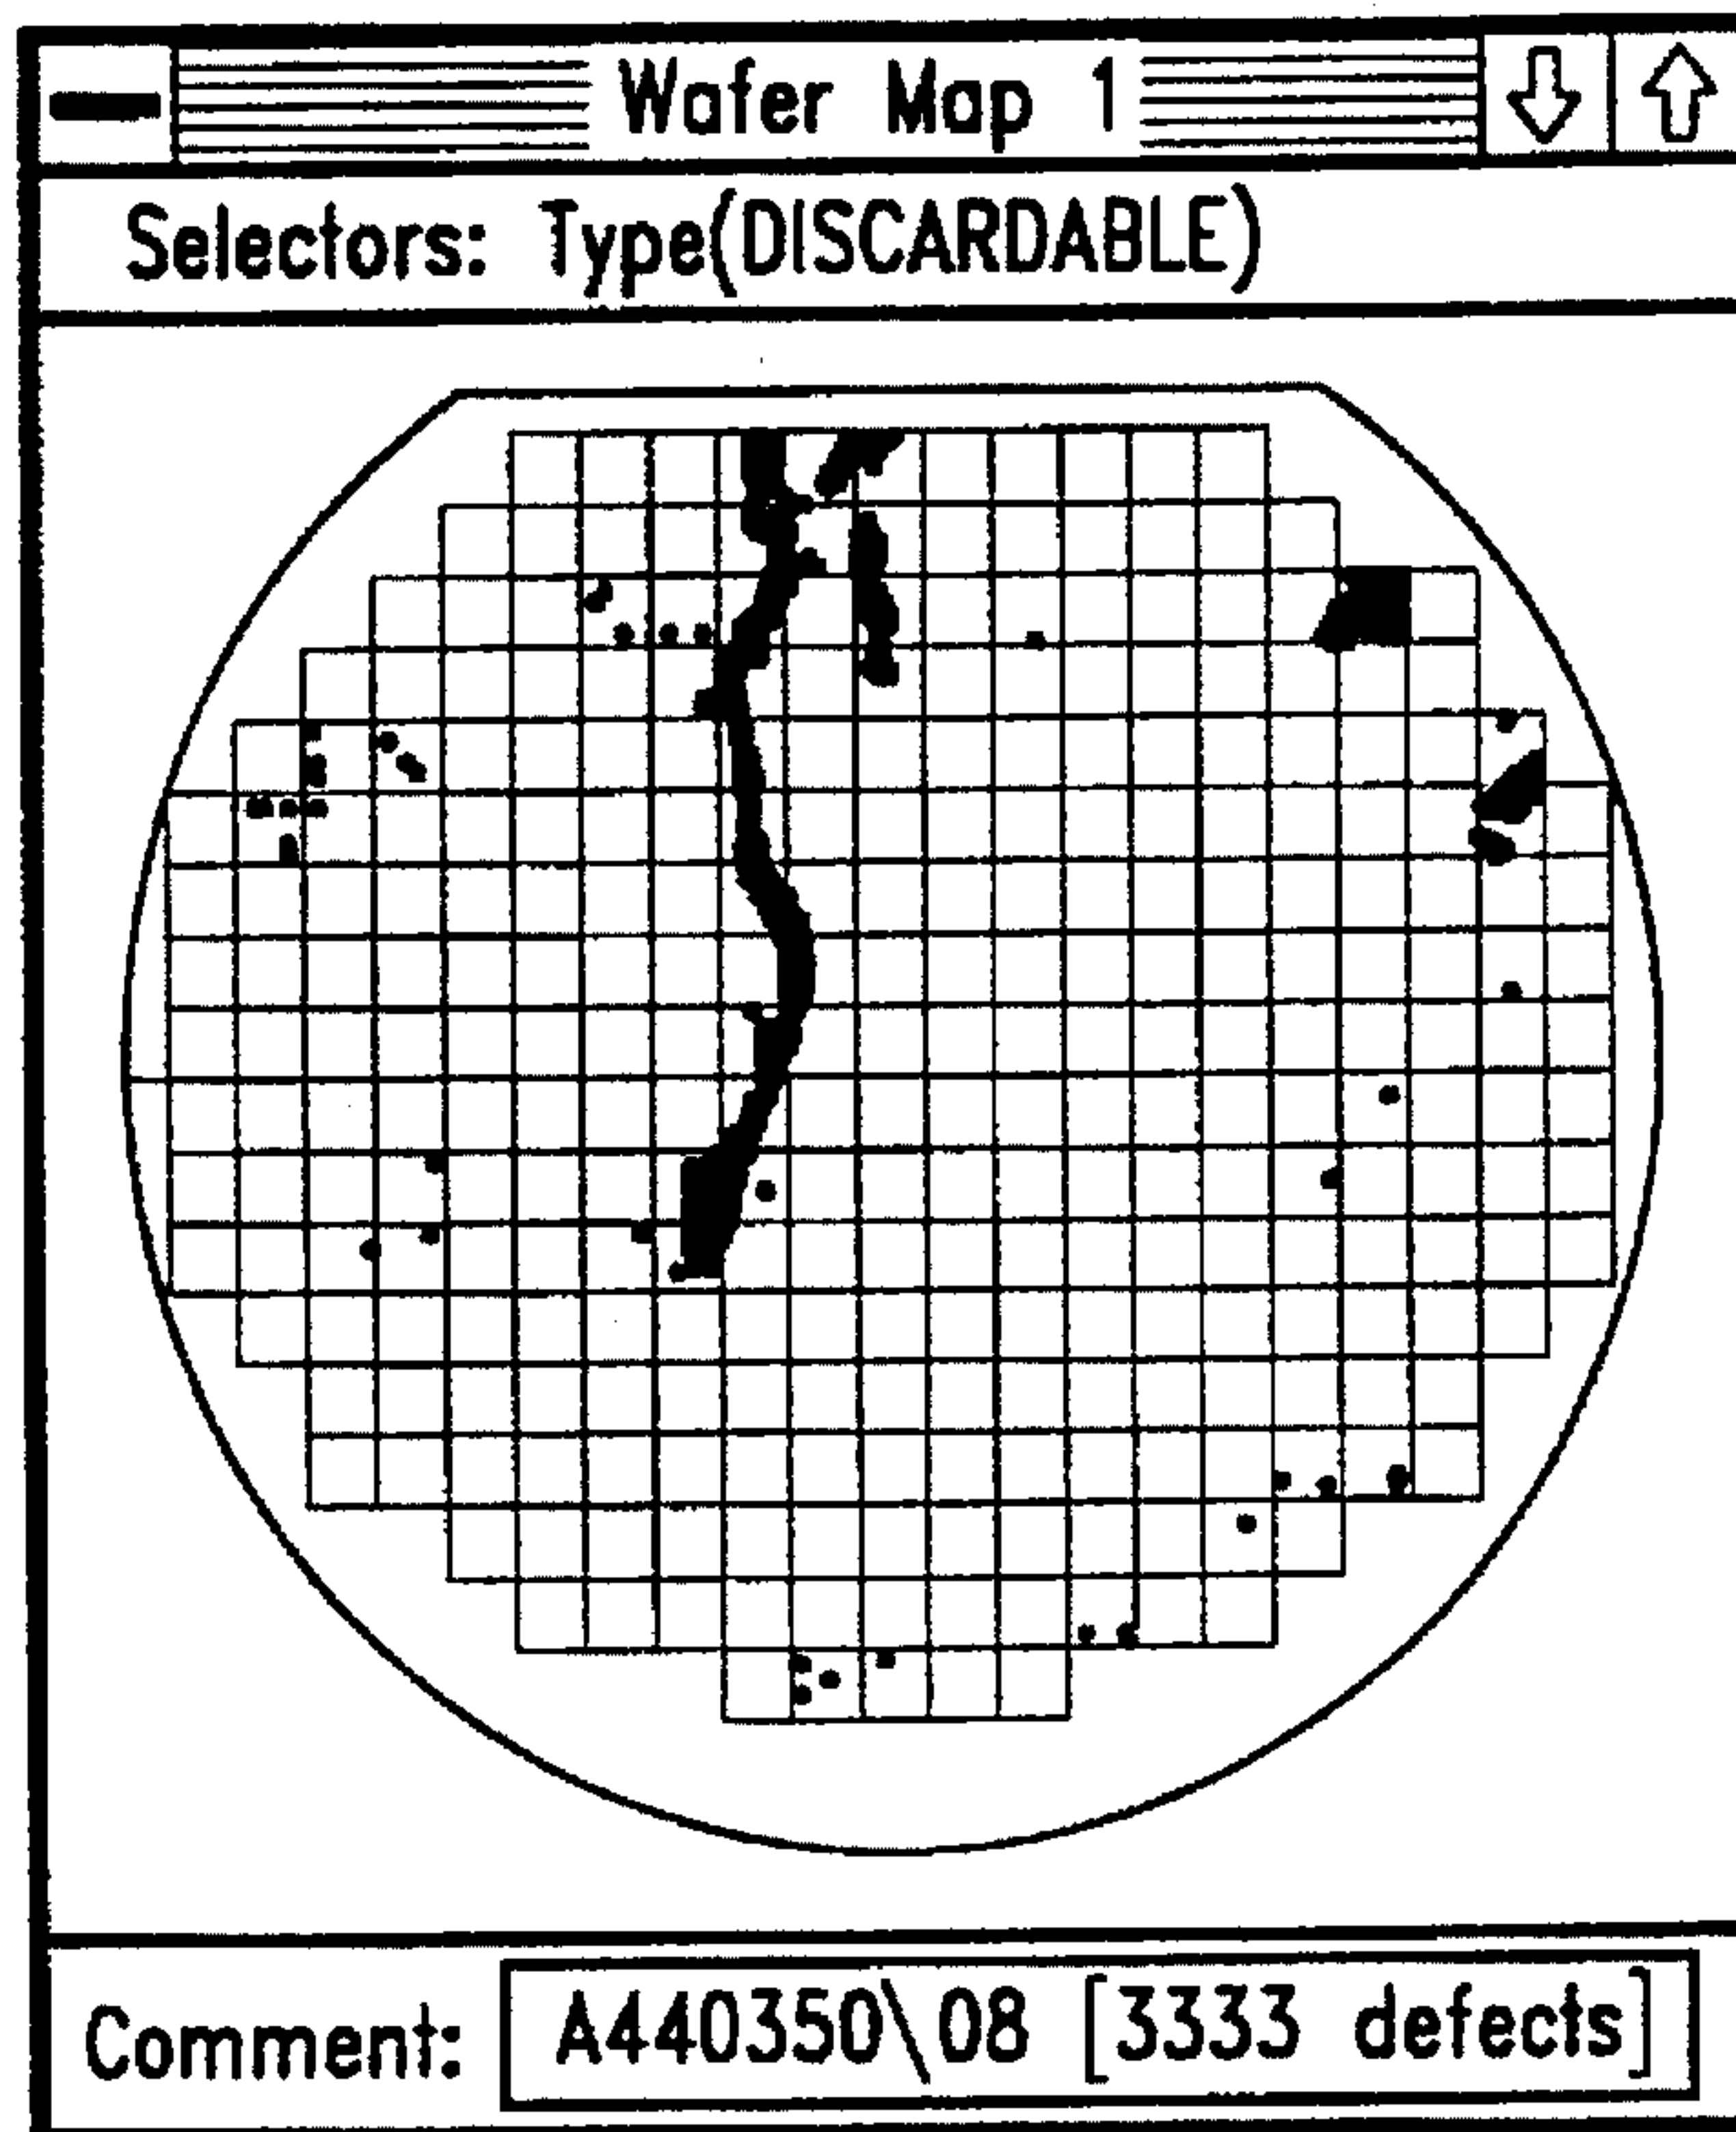 Wafer Map 1
Selectors: Type(DISCARDABLE)
Comment: A440350\08 [3333 defects]